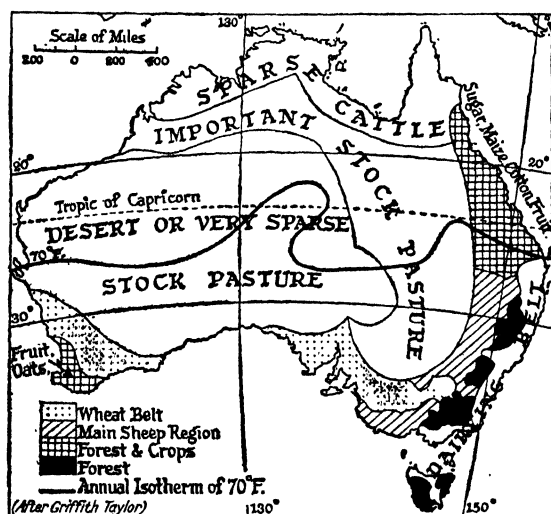 130°
Scale of Miles
200 0 200 400
SPARSE CATTLE
IMPORTANT STOCK PASTURE
Sugar, Maize, Cotton, Fruit
20° 20°
Tropic of Capricorn
DESERT OR VERY SPARSE
70°F.
STOCK PASTURE
30°
Fruit,
Oats,
DAIRYING BELT
Wheat Belt
Main Sheep Region
Forest & Crops
Forest
Annual Isotherm of 70°F.
(After Griffith Taylor)
130° 150°